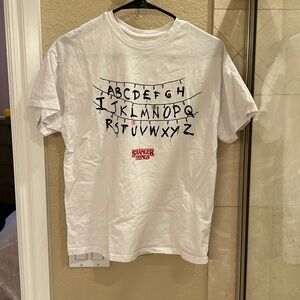 ABCDEFGH
IJKLMNOPQ
RSTUVWXYZ
STRANGER
THINGS